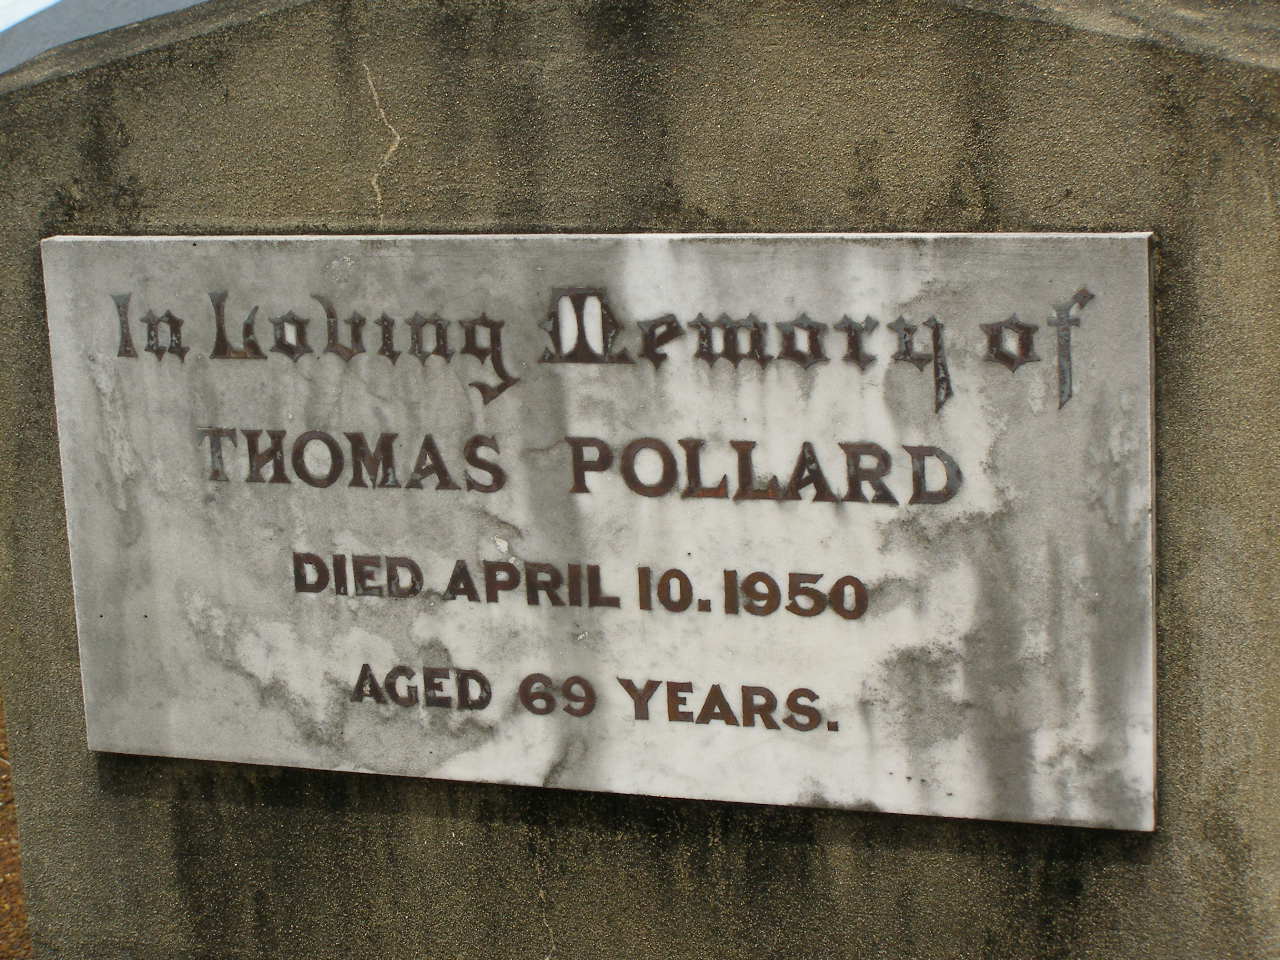 In Loving Memory of
THOMAS POLLARD
DIED APRIL 10. 1950
AGED 69 YEARS.